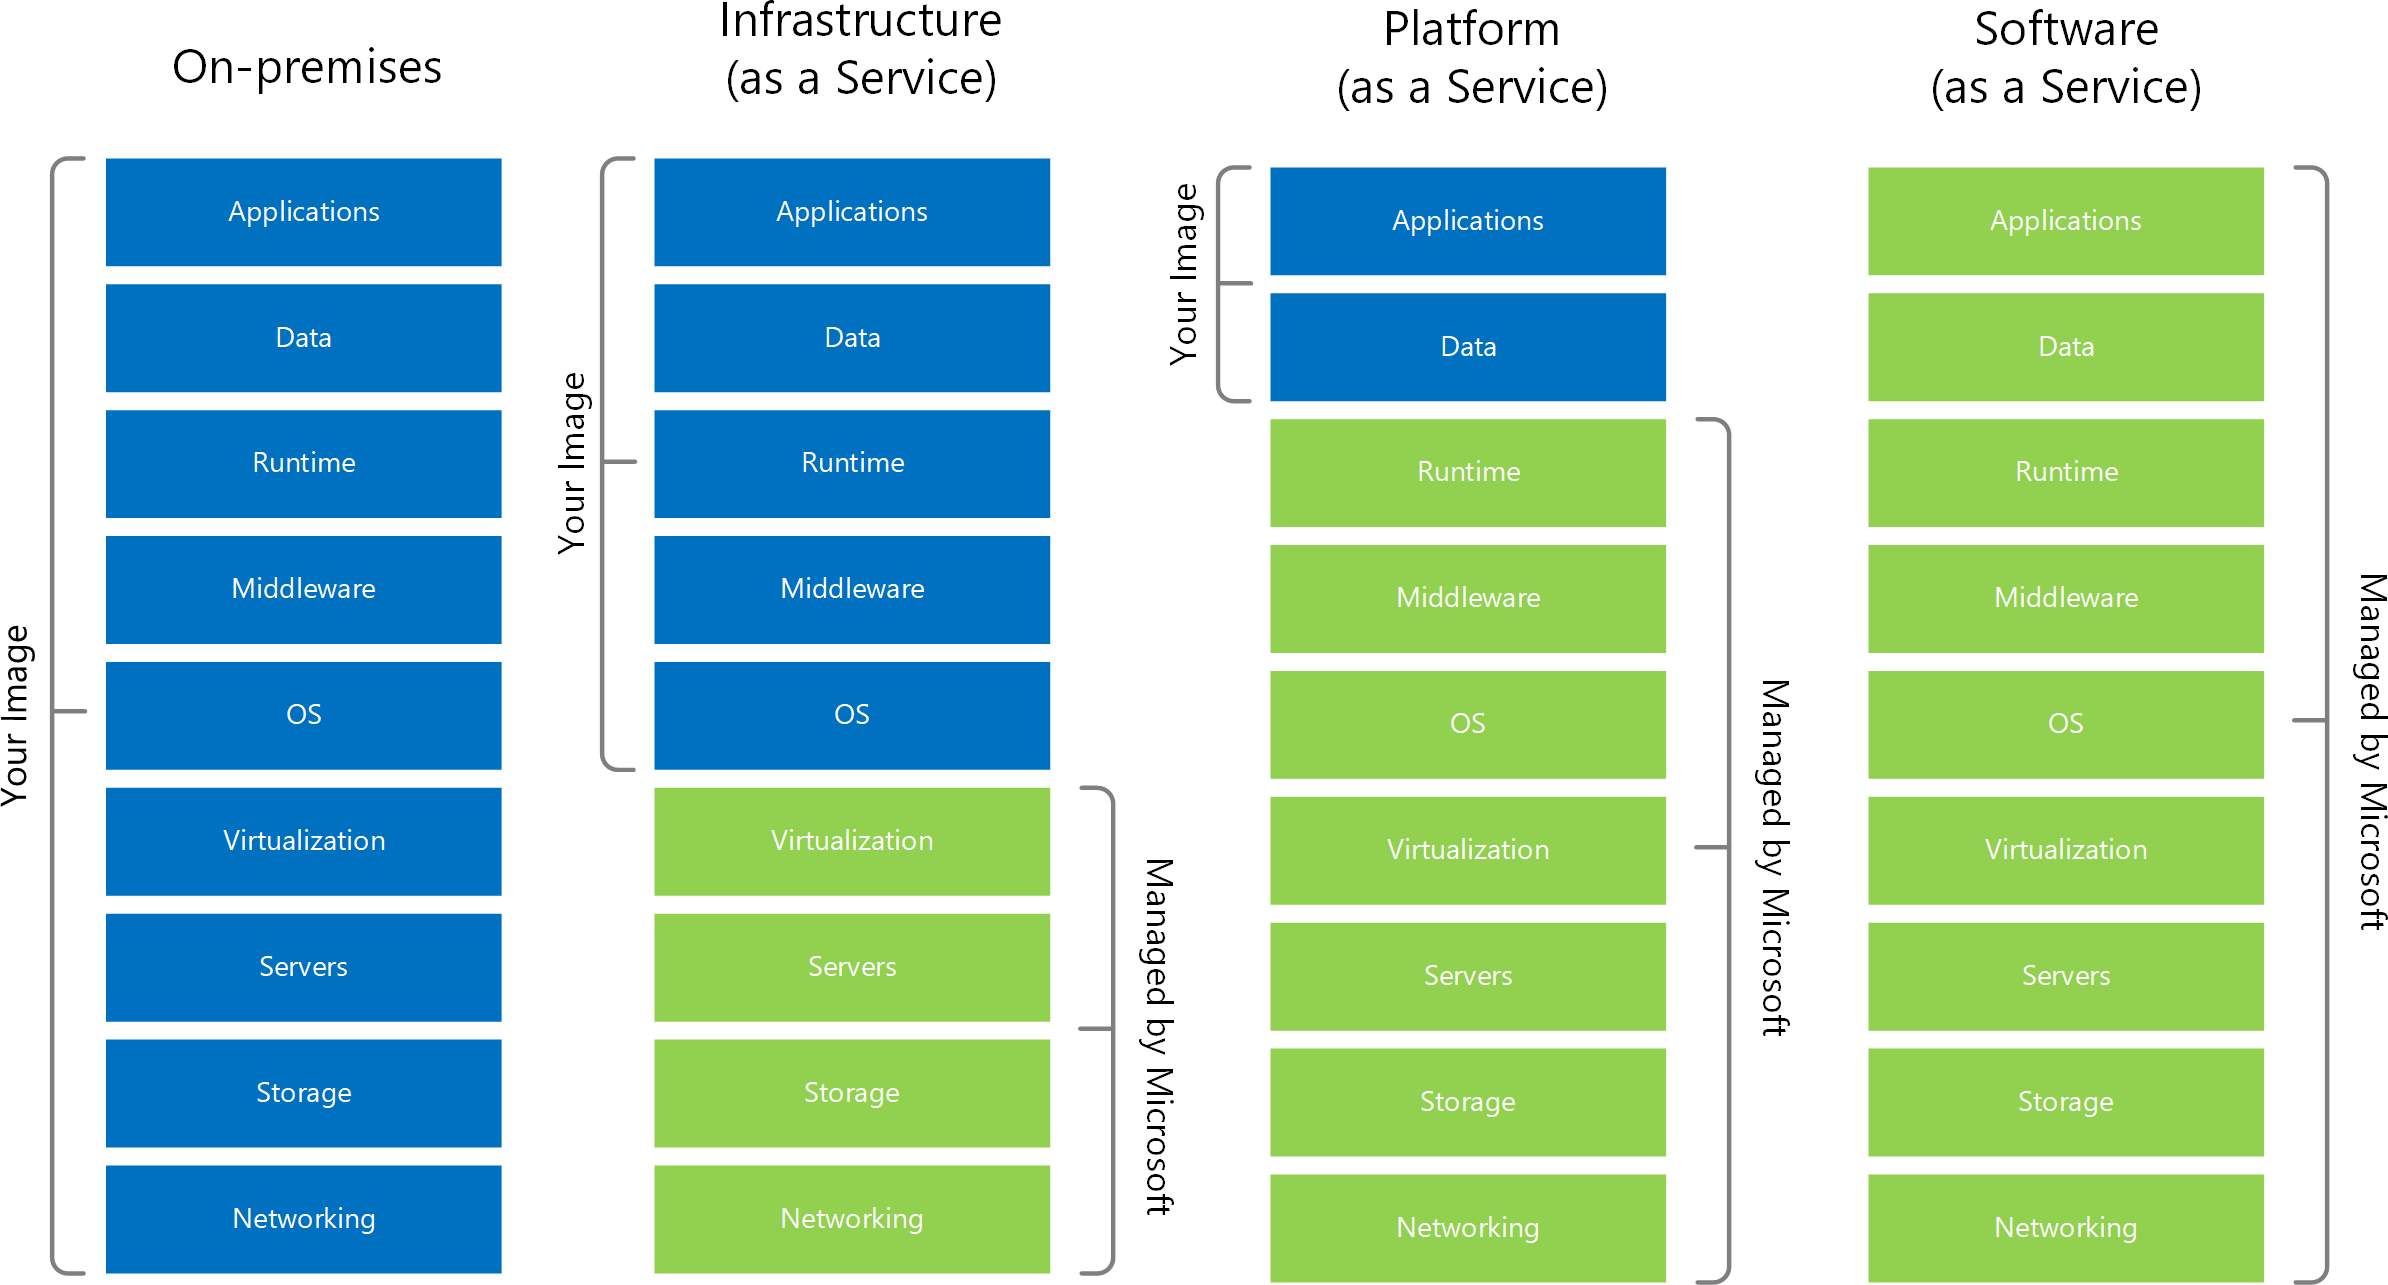 On-premises
Your Image
Applications
Data
Runtime
Middleware
OS
Virtualization
Servers
Storage
Networking
Infrastructure
(as a Service)
Your Image
Applications
Data
Runtime
Middleware
OS
Virtualization
Servers
Storage
Networking
Managed by Microsoft
Platform
(as a Service)
Your Image
Applications
Data
Runtime
Middleware
OS
Virtualization
Servers
Storage
Networking
Managed by Microsoft
Software
(as a Service)
Applications
Data
Runtime
Middleware
OS
Virtualization
Servers
Storage
Networking
Managed by Microsoft